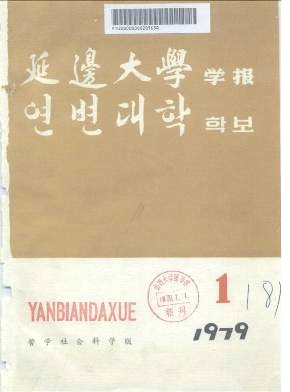 延邊大學 学报
연변대학 학보
YANBIANDAXUE
哲学社会科学版
1
(8)
1979